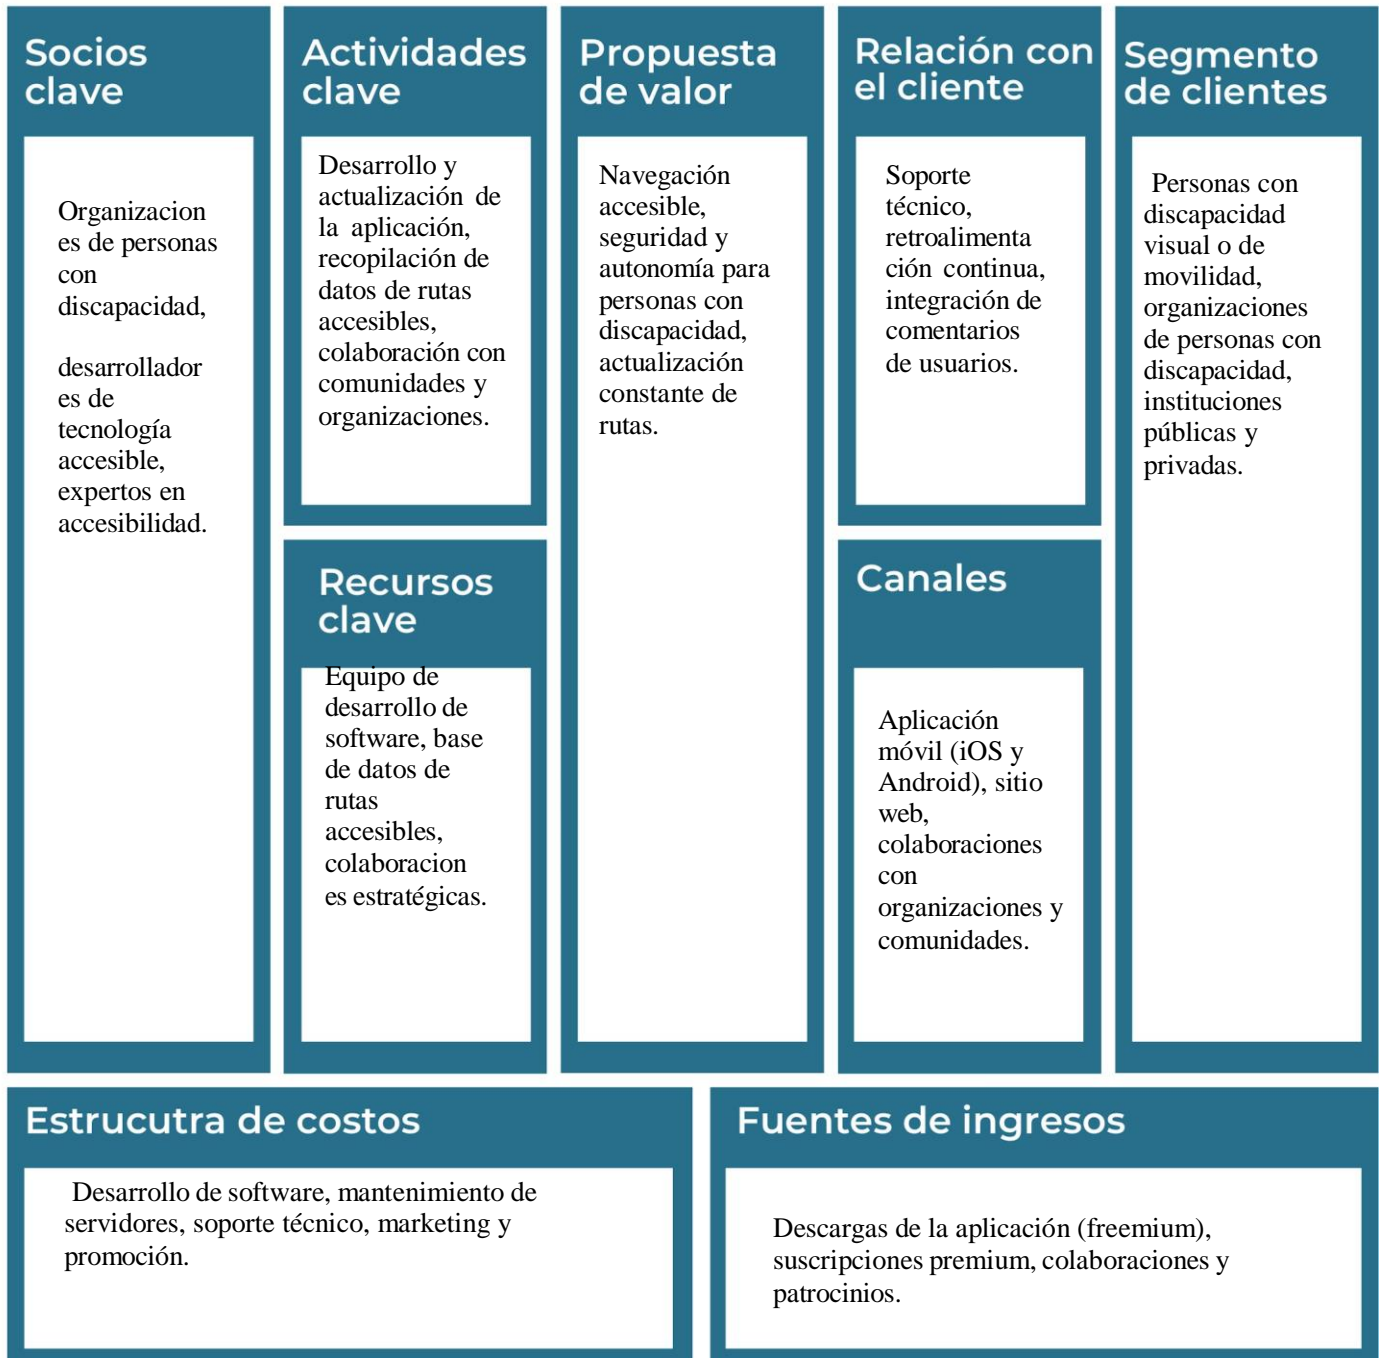 Socios
clave
Organizacion
es de personas
con
discapacidad,
desarrollador
es de
tecnología
accesible,
expertos en
accesibilidad.
Actividades
clave
Desarrollo y
actualización de
la aplicación,
recopilación de
datos de rutas
accesibles,
colaboración con
comunidades y
organizaciones.
Recursos
clave
Equipo de
desarrollo de
software, base
de datos de
rutas
accesibles,
colaboracion
es estratégicas.
Propuesta
de valor
Navegación
accesible,
seguridad y
autonomía para
personas con
discapacidad,
actualización
constante de
rutas.
Relación con
el cliente
Soporte
técnico,
retroalimenta
ción continua,
integración de
comentarios
de usuarios.
Canales
Aplicación
móvil (iOS y
Android), sitio
web,
colaboraciones
con
organizaciones y
comunidades.
Segmento
de clientes
Personas con
discapacidad
visual o de
movilidad,
organizaciones
de personas con
discapacidad,
instituciones
públicas y
privadas.
Estrucutra de costos
Desarrollo de software, mantenimiento de
servidores, soporte técnico, marketing y
promoción.
Fuentes de ingresos
Descargas de la aplicación (freemium),
suscripciones premium, colaboraciones y
patrocinios.